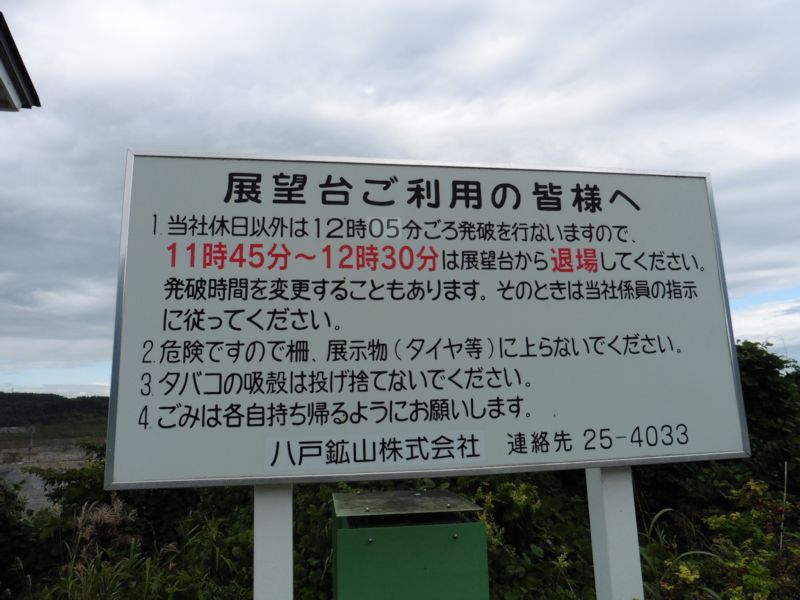 展望台ご利用の皆様へ
1. 当社休日以外は12時05分ごろ発破を行ないますので、
11時45分～12時30分は展望台から退場してください。
発破時間を変更することもあります。そのときは当社係員の指示
に従ってください。
2. 危険ですので柵、展示物(タイヤ等)に上らないでください。
3. タバコの吸殻は投げ捨てないでください。
4. ごみは各自持ち帰るようにお願いします。
八戸鉱山株式会社 連絡先 25-4033